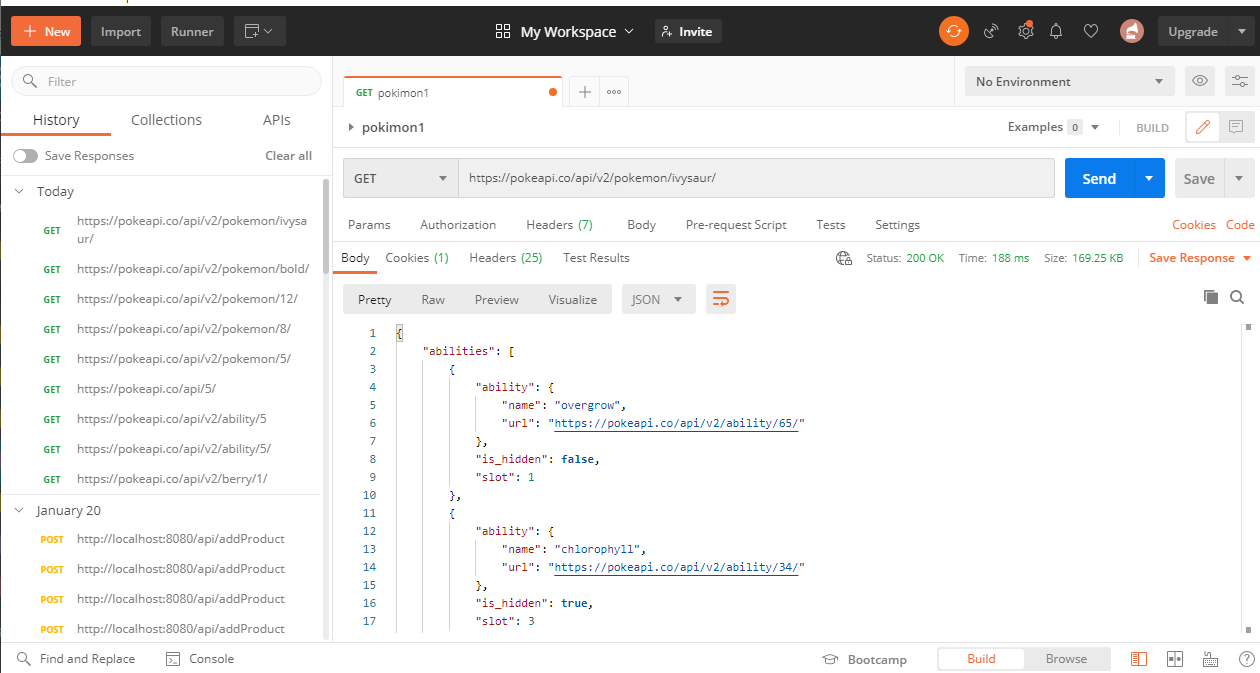 New Import Runner My Workspace Invite Upgrade
Filter
History Collections APIs
Save Responses Clear all
Today
GET https://pokeapi.co/api/v2/pokemon/ivysa
ur/
GET https://pokeapi.co/api/v2/pokemon/bold/
GET https://pokeapi.co/api/v2/pokemon/12/
GET https://pokeapi.co/api/v2/pokemon/8/
GET https://pokeapi.co/api/v2/pokemon/5/
GET https://pokeapi.co/api/5/
GET https://pokeapi.co/api/v2/ability/5
GET https://pokeapi.co/api/v2/ability/5/
GET https://pokeapi.co/api/v2/berry/1/
January 20
POST http://localhost:8080/api/addProduct
POST http://localhost:8080/api/addProduct
POST http://localhost:8080/api/addProduct
POST http://localhost:8080/api/addProduct
GET pokimon1
No Environment
pokimon1 Examples 0 BUILD
GET https://pokeapi.co/api/v2/pokemon/ivysaur/ Send Save
Params Authorization Headers (7) Body Pre-request Script Tests Settings Cookies Code
Body Cookies (1) Headers (25) Test Results Status: 200 OK Time: 188 ms Size: 169.25 KB Save Response
Pretty Raw Preview Visualize JSON
1 {
2 "abilities": [
3 {
4 "ability": {
5 "name": "overgrow",
6 "url": "https://pokeapi.co/api/v2/ability/65/"
7 },
8 "is_hidden": false,
9 "slot": 1
10 },
11 {
12 "ability": {
13 "name": "chlorophyll",
14 "url": "https://pokeapi.co/api/v2/ability/34/"
15 },
16 "is_hidden": true,
17 "slot": 3
Find and Replace Console Bootcamp Build Browse